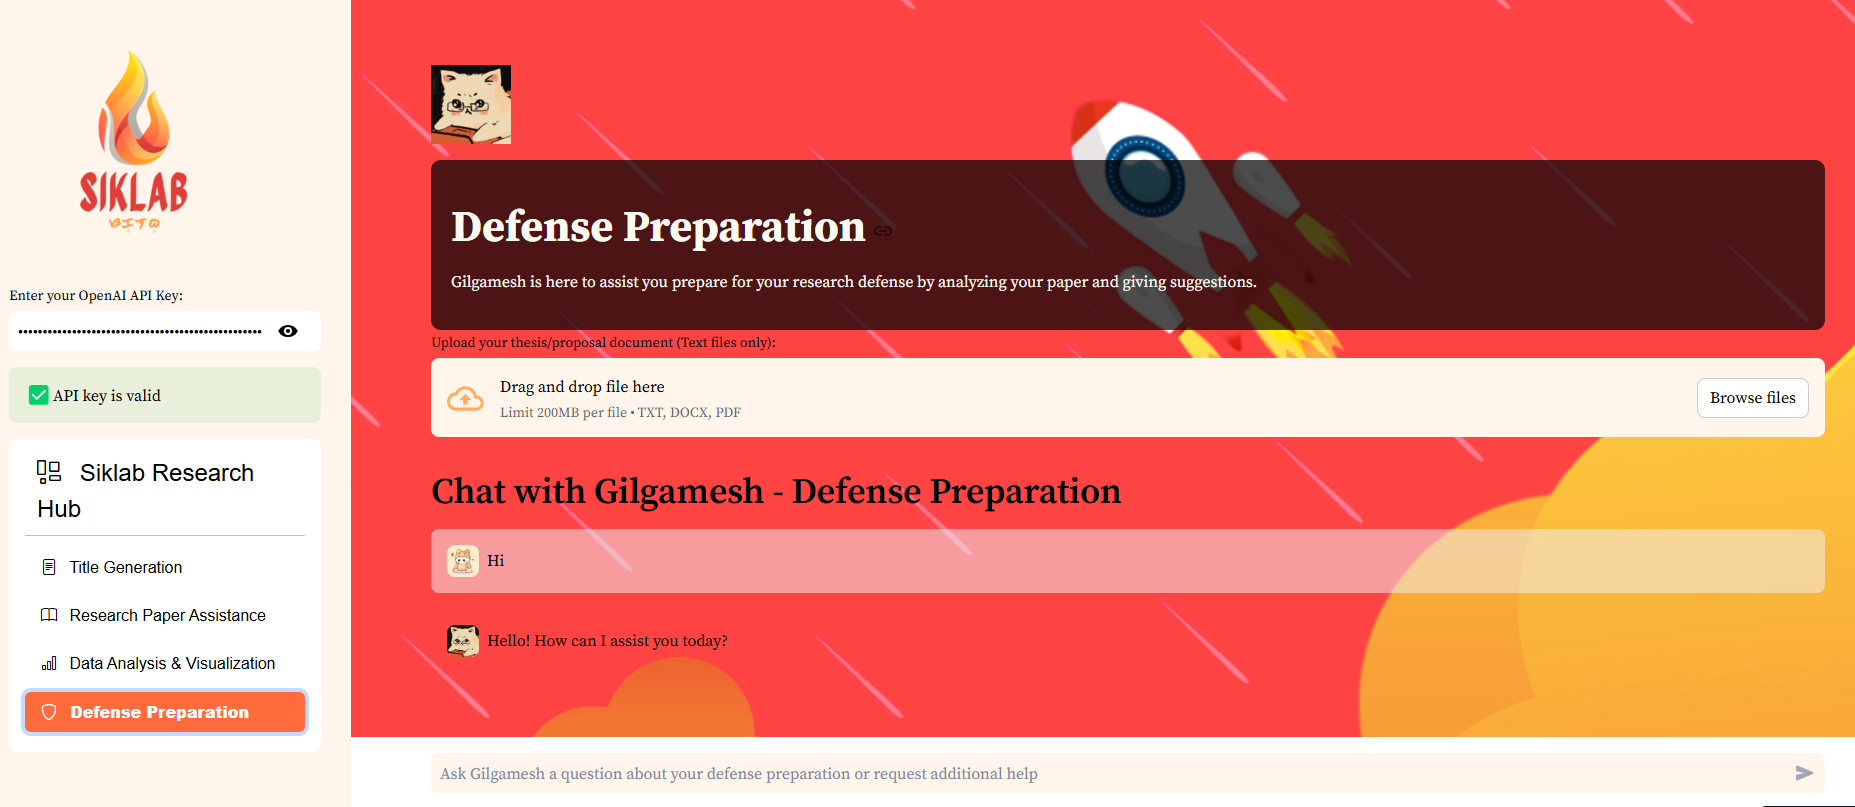 SIKLAB
ᜊᜒᜆᜓ
Enter your OpenAI API Key:
••••••••••••••••••••••••••••••••••••••••••••••••••
API key is valid
Siklab Research
Hub
Title Generation
Research Paper Assistance
Data Analysis & Visualization
Defense Preparation
Defense Preparation
Gilgamesh is here to assist you prepare for your research defense by analyzing your paper and giving suggestions.
Upload your thesis/proposal document (Text files only):
Drag and drop file here
Limit 200MB per file • TXT, DOCX, PDF
Browse files
Chat with Gilgamesh - Defense Preparation
Hi
Hello! How can I assist you today?
Ask Gilgamesh a question about your defense preparation or request additional help